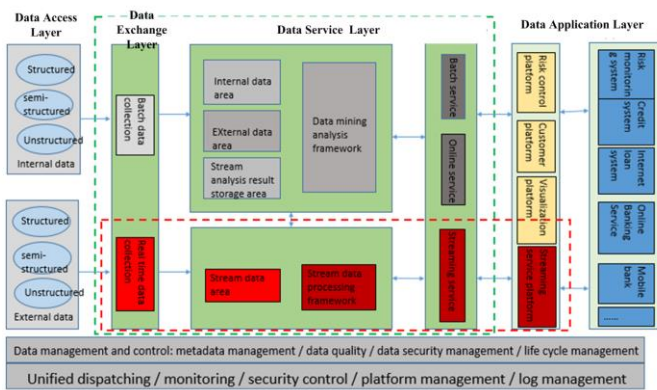 Data Access
Layer
Data
Exchange
Layer
Data Service Layer
Data Application Layer
Structured
semi-
structured
Unstructured
Internal data
Structured
semi-
structured
Unstructured
External data
Batch data
collection
Real time data
collection
Internal data
area
EXternal data
area
Stream
analysis result
storage area
Data mining
analysis
framework
Stream data
area
Stream data
processing
framework
Batch service
Online service
Streaming service
Risk control
platform
Customer
platform
Visualization
platform
Streaming
service platform
Risk
monitorin
g system
Credit
system
Internet
loan
system
Online
Banking
Service
Mobile
bank
......
Data management and control: metadata management / data quality / data security management / life cycle management
Unified dispatching / monitoring / security control / platform management / log management